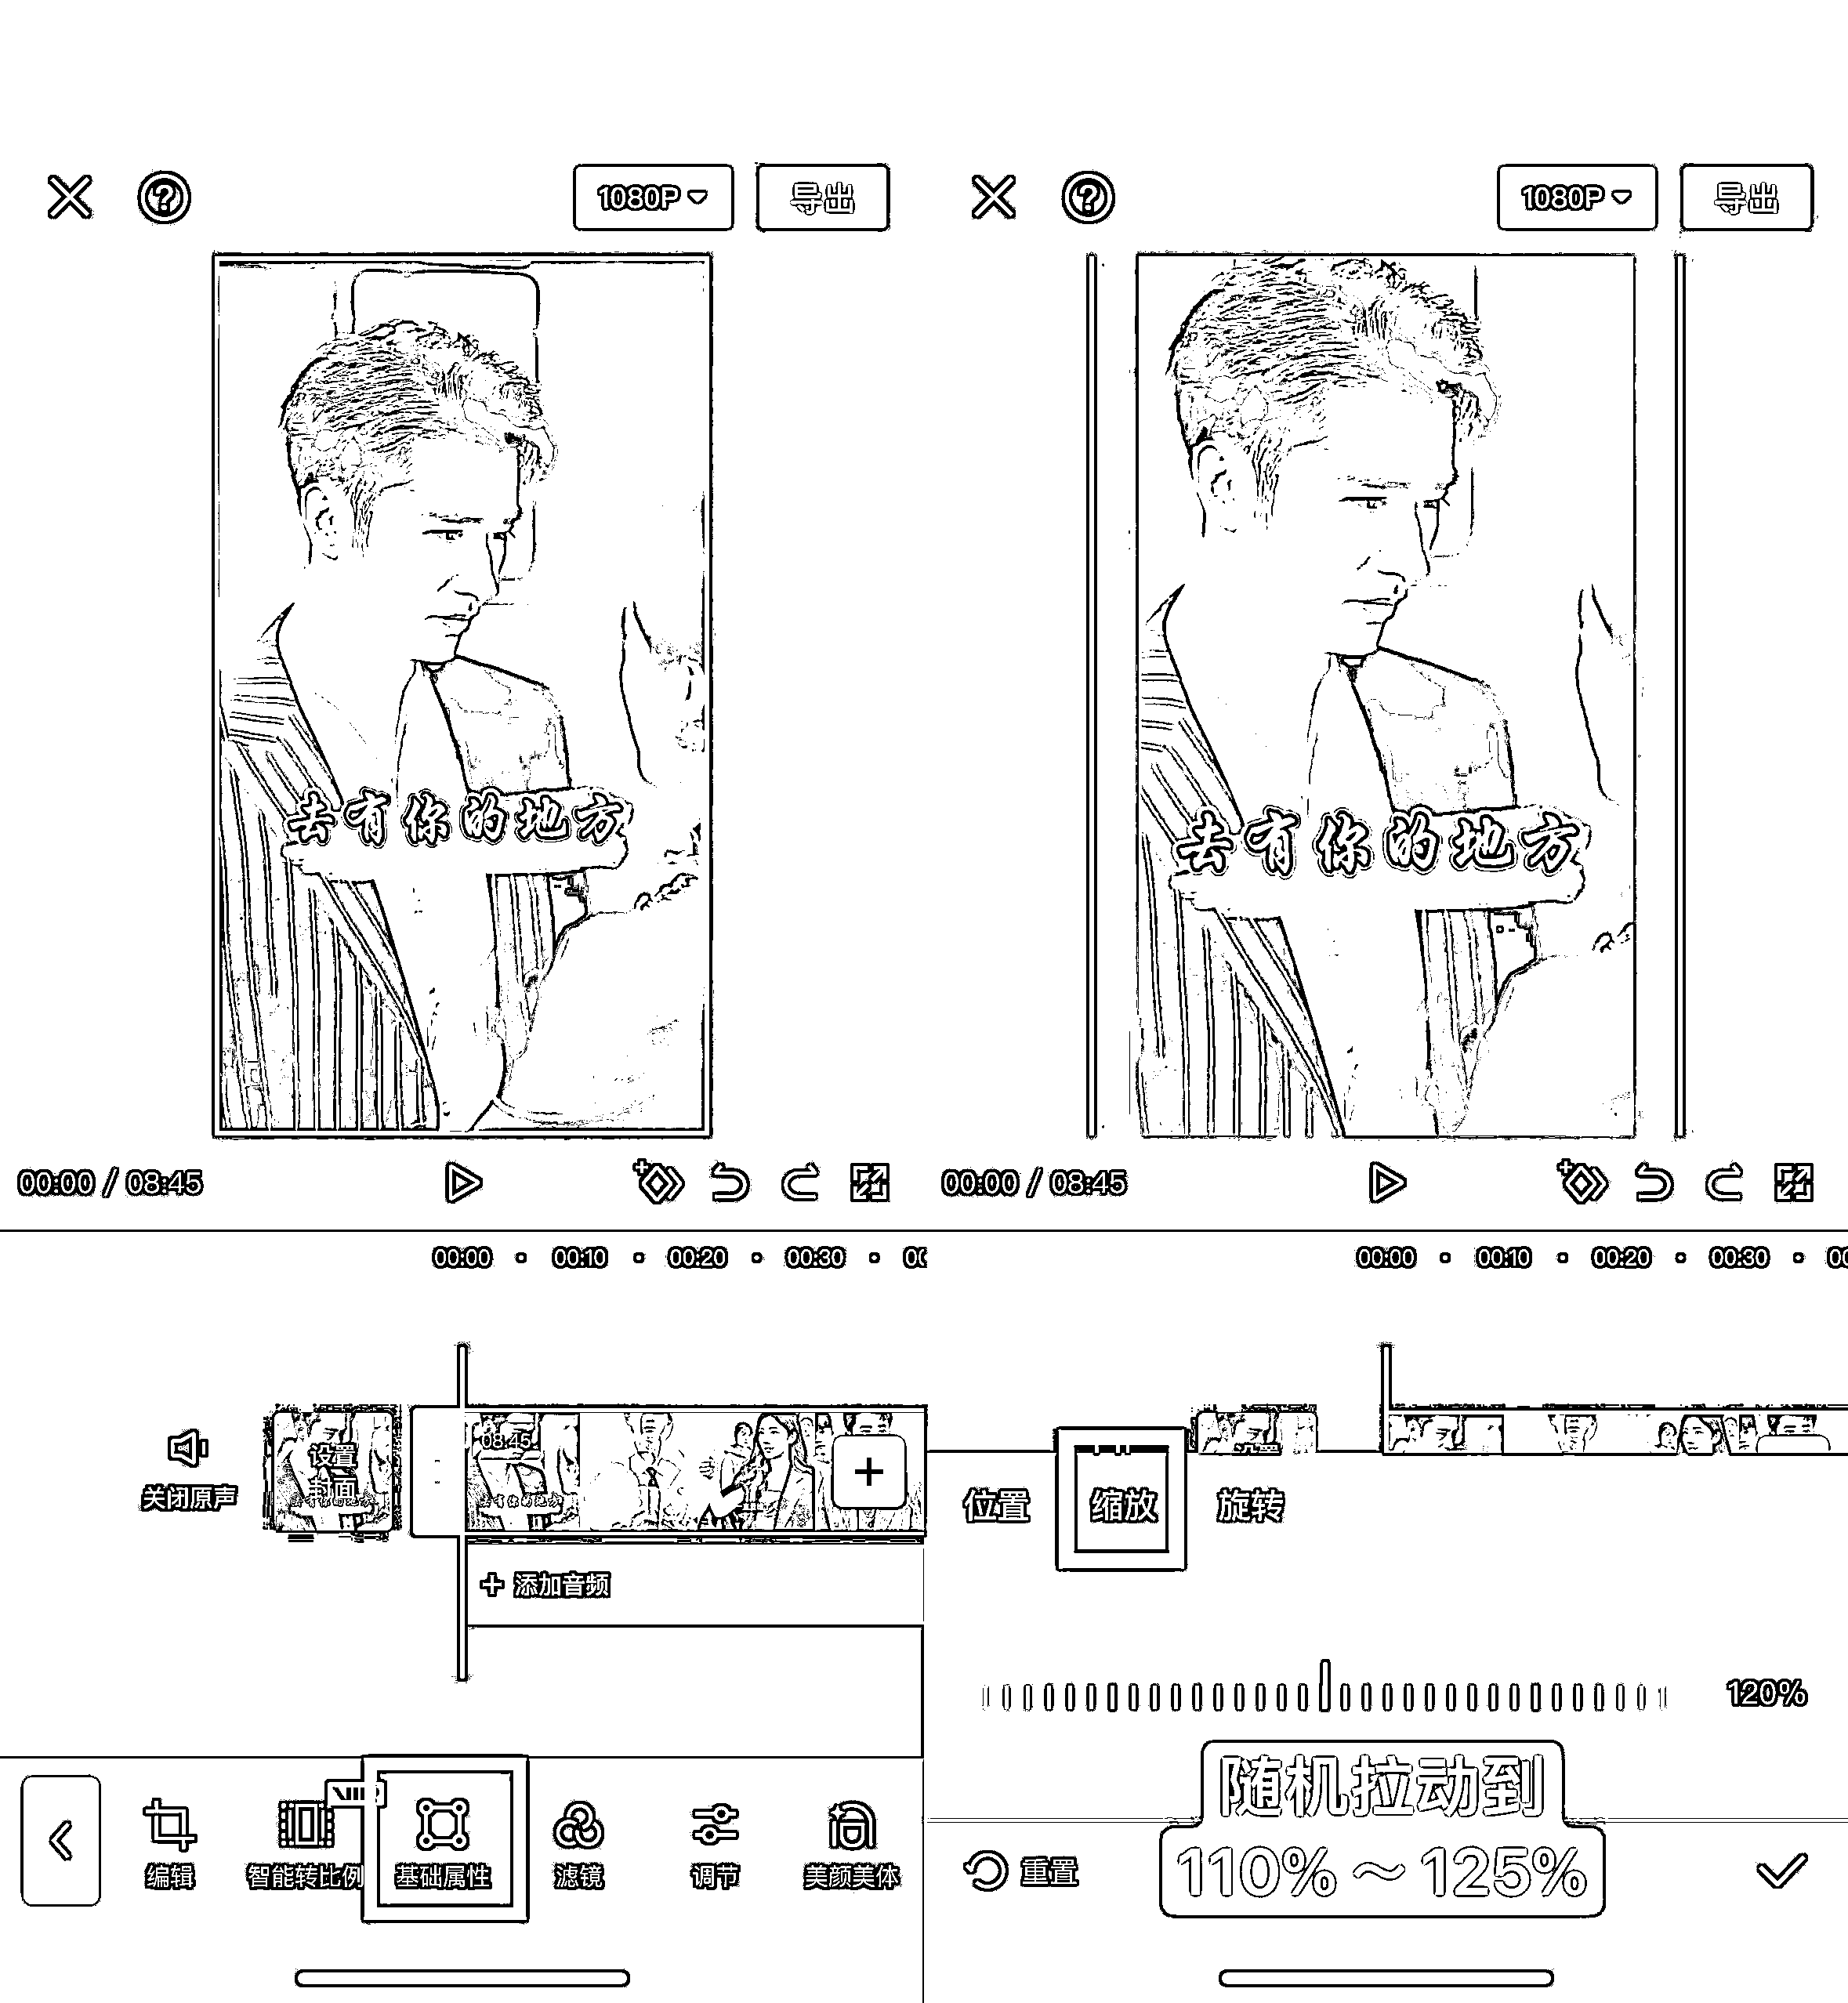 1080P
导出
去有你的地方
00:00 / 08:45
00:00 · 00:10 · 00:20 · 00:30 ·
关闭原声
设置
封面
08:45
+ 添加音频
编辑
智能转比例
基础属性
滤镜
调节
美颜美体
1080P
导出
去有你的地方
00:00 / 08:45
00:00 · 00:10 · 00:20 · 00:30 ·
位置
缩放
旋转
120%
随机拉动到
110% ~ 125%
重置